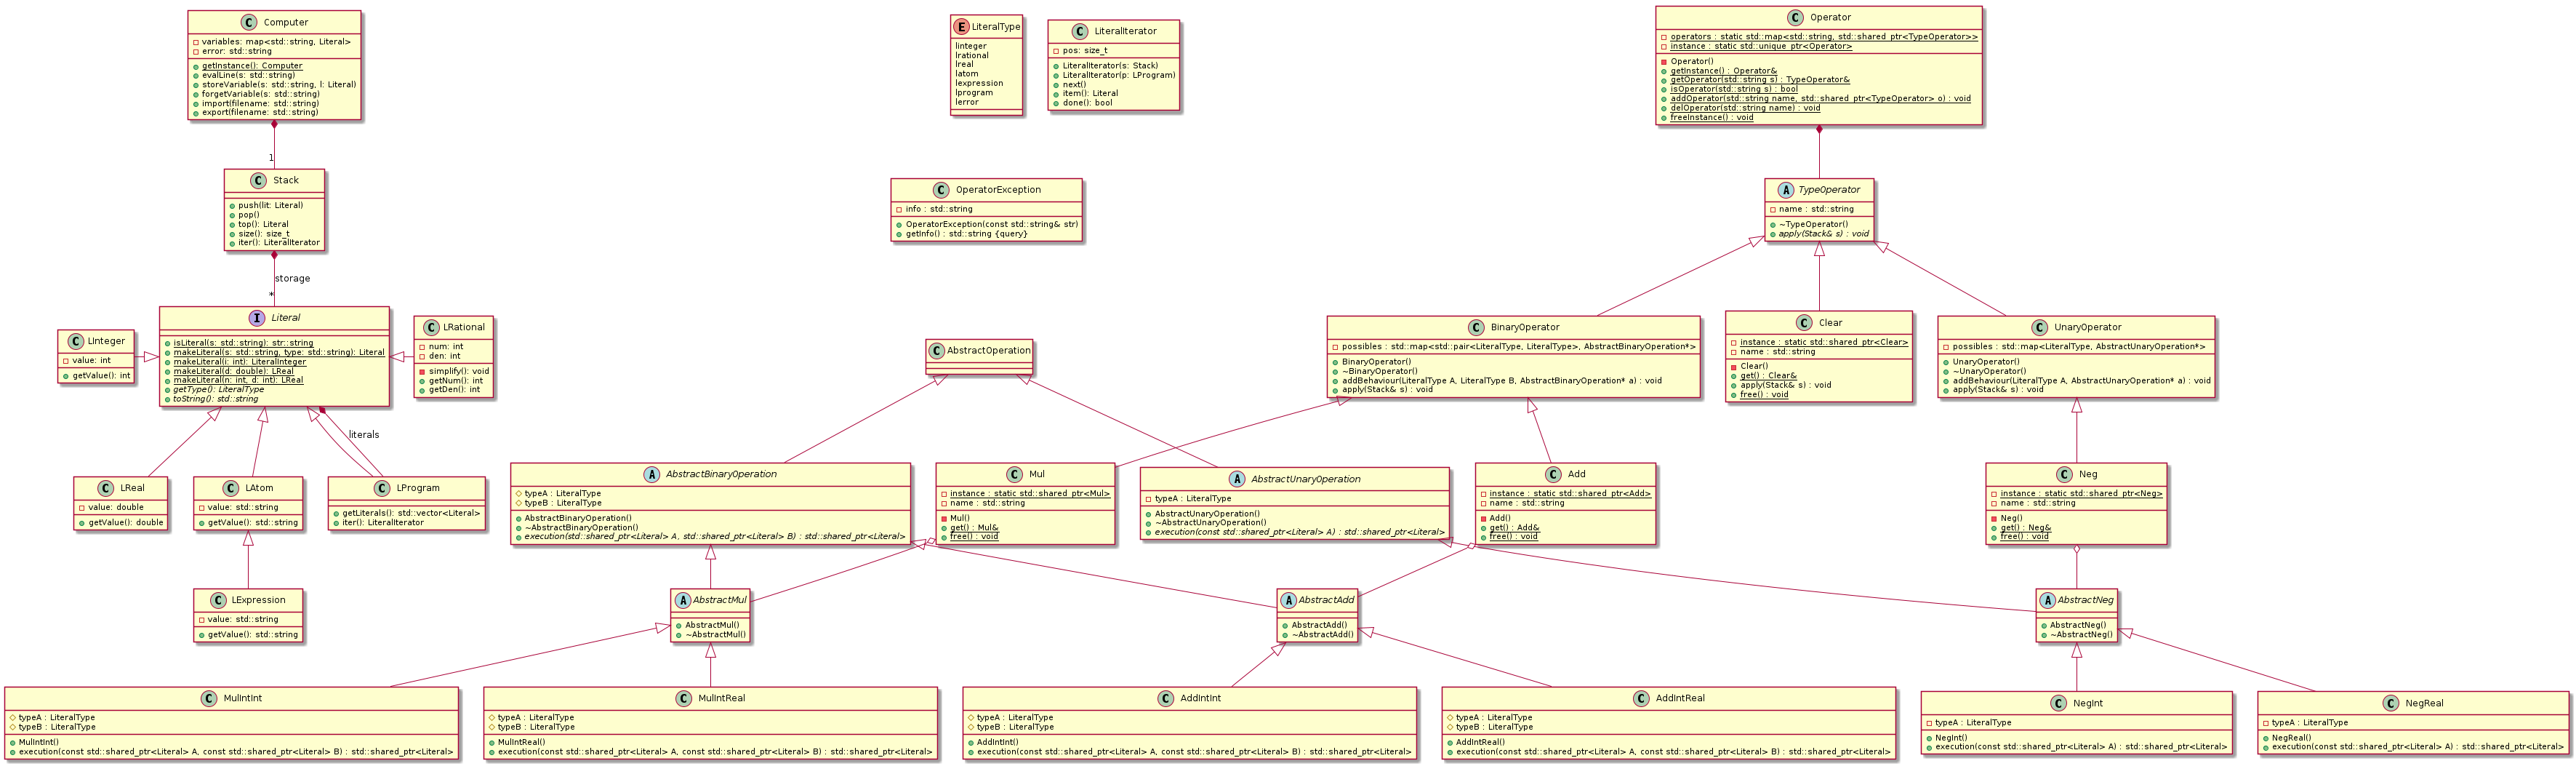 Computer
variables: map<std::string, Literal>
error: std::string
getInstance(): Computer
evalLine(s: std::string)
storeVariable(s: std::string, l: Literal)
forgetVariable(s: std::string)
import(filename: std::string)
export(filename: std::string)
LiteralType
linteger
lrational
lreal
latom
lexpression
lprogram
lerror
LiteralIterator
pos: size_t
LiteralIterator(s: Stack)
LiteralIterator(p: LProgram)
next()
item(): Literal
done(): bool
Operator
operators : static std::map<std::string, std::shared_ptr<TypeOperator>>
instance : static std::unique_ptr<Operator>
Operator()
getInstance() : Operator&
getOperator(std::string s) : TypeOperator&
isOperator(std::string s) : bool
addOperator(std::string name, std::shared_ptr<TypeOperator> o) : void
delOperator(std::string name) : void
freeInstance() : void
1
Stack
push(lit: Literal)
pop()
top(): Literal
size(): size_t
iter(): LiteralIterator
OperatorException
info : std::string
OperatorException(const std::string& str)
getInfo() : std::string {query}
TypeOperator
name : std::string
~TypeOperator()
apply(Stack& s) : void
storage
*
LInteger
value: int
getValue(): int
Literal
isLiteral(s: std::string): str::string
makeLiteral(s: std::string, type: std::string): Literal
makeLiteral(i: int): LiteralInteger
makeLiteral(d: double): LReal
makeLiteral(n: int, d: int): LReal
getType(): LiteralType
toString(): std::string
LRational
num: int
den: int
simplify(): void
getNum(): int
getDen(): int
AbstractOperation
BinaryOperator
possibles : std::map<std::pair<LiteralType, LiteralType>, AbstractBinaryOperation*>
BinaryOperator()
~BinaryOperator()
addBehaviour(LiteralType A, LiteralType B, AbstractBinaryOperation* a) : void
apply(Stack& s) : void
Clear
instance : static std::shared_ptr<Clear>
name : std::string
Clear()
get() : Clear&
apply(Stack& s) : void
free() : void
UnaryOperator
possibles : std::map<LiteralType, AbstractUnaryOperation*>
UnaryOperator()
~UnaryOperator()
addBehaviour(LiteralType A, AbstractUnaryOperation* a) : void
apply(Stack& s) : void
literals
LReal
value: double
getValue(): double
LAtom
value: std::string
getValue(): std::string
LProgram
getLiterals(): std::vector<Literal>
iter(): LiteralIterator
AbstractBinaryOperation
typeA : LiteralType
typeB : LiteralType
AbstractBinaryOperation()
~AbstractBinaryOperation()
execution(std::shared_ptr<Literal> A, std::shared_ptr<Literal> B) : std::shared_ptr<Literal>
Mul
instance : static std::shared_ptr<Mul>
name : std::string
Mul()
get() : Mul&
free() : void
AbstractUnaryOperation
typeA : LiteralType
AbstractUnaryOperation()
~AbstractUnaryOperation()
execution(const std::shared_ptr<Literal> A) : std::shared_ptr<Literal>
Add
instance : static std::shared_ptr<Add>
name : std::string
Add()
get() : Add&
free() : void
Neg
instance : static std::shared_ptr<Neg>
name : std::string
Neg()
get() : Neg&
free() : void
LExpression
value: std::string
getValue(): std::string
AbstractMul
AbstractMul()
~AbstractMul()
AbstractAdd
AbstractAdd()
~AbstractAdd()
AbstractNeg
AbstractNeg()
~AbstractNeg()
MulIntInt
typeA : LiteralType
typeB : LiteralType
MulIntInt()
execution(const std::shared_ptr<Literal> A, const std::shared_ptr<Literal> B) : std::shared_ptr<Literal>
MulIntReal
typeA : LiteralType
typeB : LiteralType
MulIntReal()
execution(const std::shared_ptr<Literal> A, const std::shared_ptr<Literal> B) : std::shared_ptr<Literal>
AddIntInt
typeA : LiteralType
typeB : LiteralType
AddIntInt()
execution(const std::shared_ptr<Literal> A, const std::shared_ptr<Literal> B) : std::shared_ptr<Literal>
AddIntReal
typeA : LiteralType
typeB : LiteralType
AddIntReal()
execution(const std::shared_ptr<Literal> A, const std::shared_ptr<Literal> B) : std::shared_ptr<Literal>
NegInt
typeA : LiteralType
NegInt()
execution(const std::shared_ptr<Literal> A) : std::shared_ptr<Literal>
NegReal
typeA : LiteralType
NegReal()
execution(const std::shared_ptr<Literal> A) : std::shared_ptr<Literal>